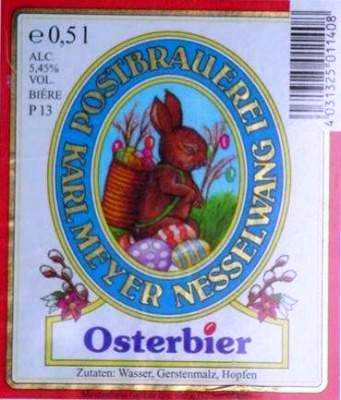 e 0,5 l
ALC
5,45%
VOL.
BIÈRE
P 13
POSTBRAUEREI
KARL MEYER NESSELWANG
Osterbier
Zutaten: Wasser, Gerstenmalz, Hopfen
4 031325 011408